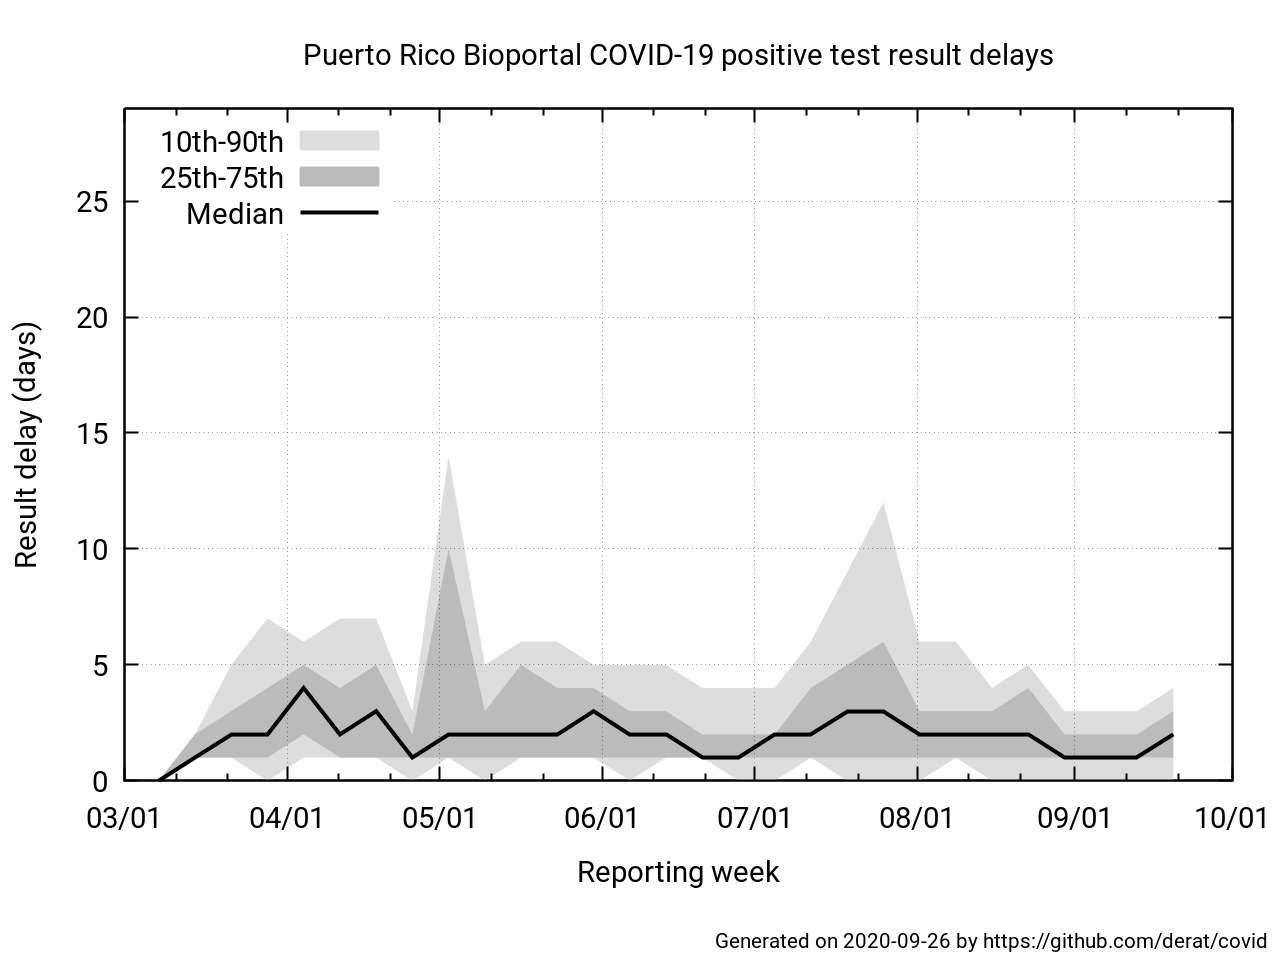 Puerto Rico Bioportal COVID-19 positive test result delays
10th-90th
25th-75th
Median
25
20
15
10
5
0
Result delay (days)
03/01 04/01 05/01 06/01 07/01 08/01 09/01 10/01
Reporting week
Generated on 2020-09-26 by https://github.com/derat/covid